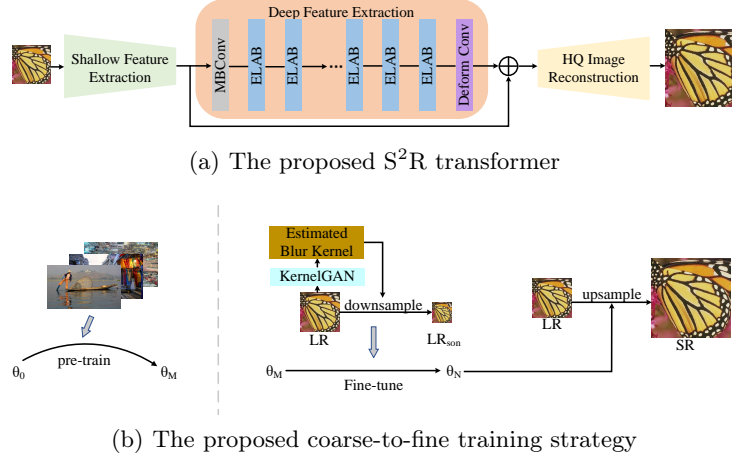 Deep Feature Extraction
Shallow Feature
Extraction
MBConv
ELAB
ELAB
...
ELAB
ELAB
ELAB
Deform Conv
HQ Image
Reconstruction
(a) The proposed S²R transformer
Estimated
Blur Kernel
KernelGAN
downsample
LR
LRson
upsample
LR
SR
pre-train
θ0
θM
θM
Fine-tune
θN
(b) The proposed coarse-to-fine training strategy